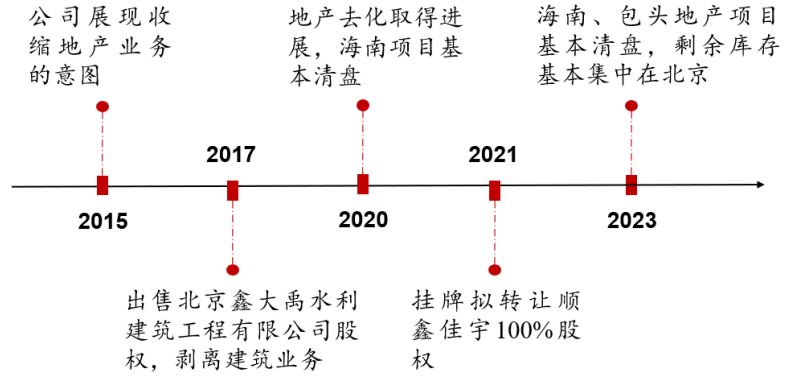 公司展现收
缩地产业务
的意图
地产去化取得进
展，海南项目基
本清盘
海南、包头地产项目
基本清盘，剩余库存
基本集中在北京
2017
2021
2015
2020
2023
出售北京鑫大禹水利
建筑工程有限公司股
权，剥离建筑业务
挂牌拟转让顺
鑫佳宇100%股
权